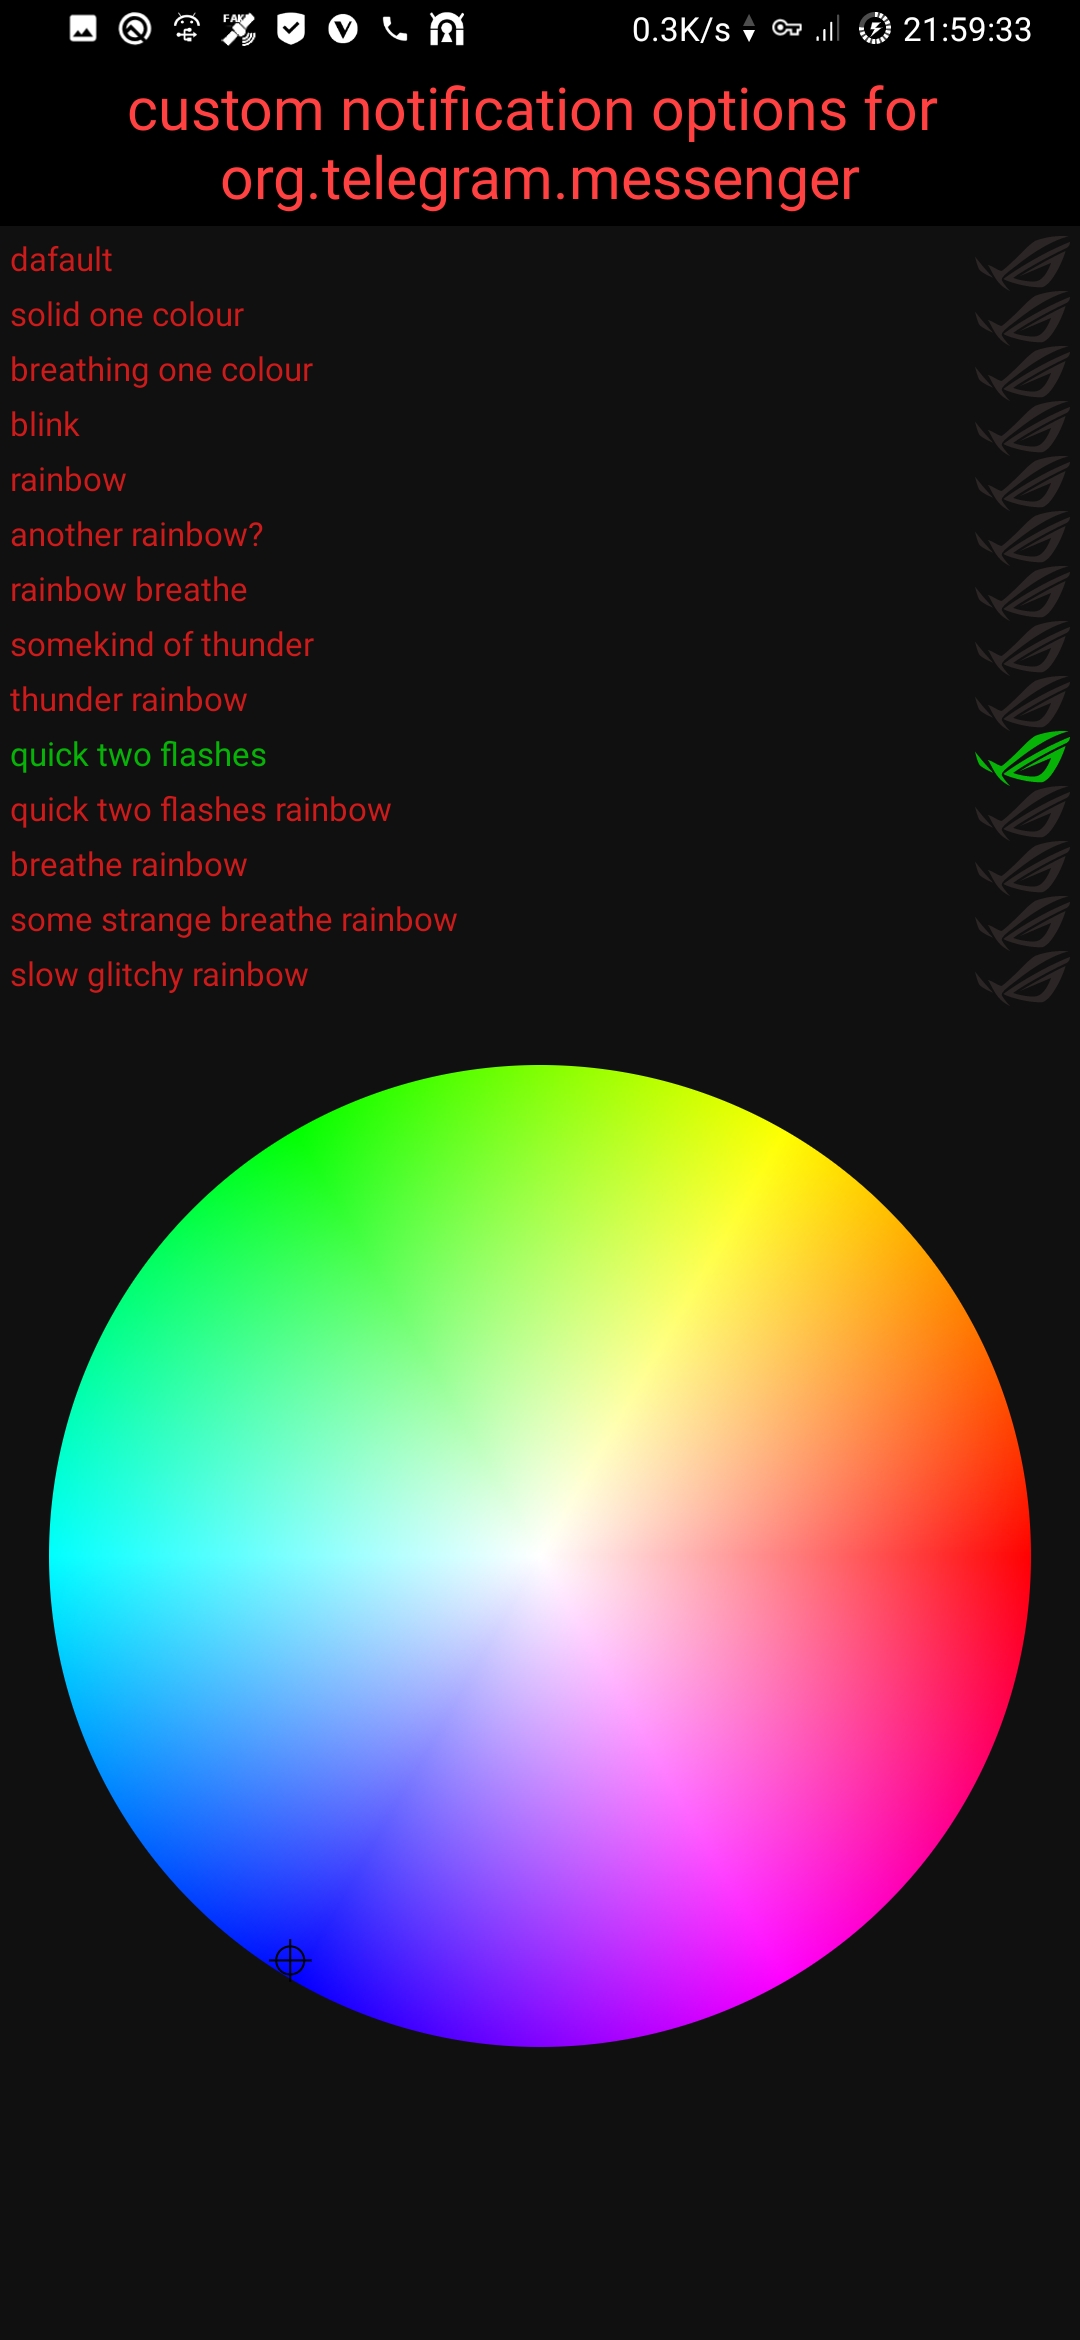 FAKE
0.3K/s
21:59:33
custom notification options for
org.telegram.messenger
dafault
solid one colour
breathing one colour
blink
rainbow
another rainbow?
rainbow breathe
somekind of thunder
thunder rainbow
quick two flashes
quick two flashes rainbow
breathe rainbow
some strange breathe rainbow
slow glitchy rainbow